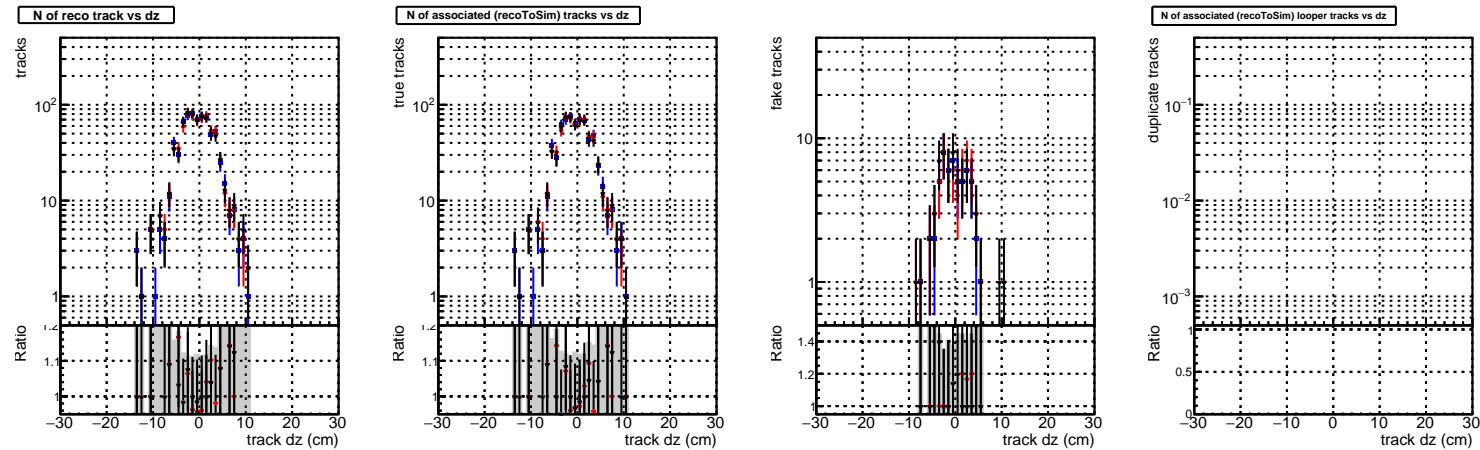 N of reco track vs dz
tracks
10²
10
1
Ratio
1.2
1.1
1
−30 −20 −10 0 10 20 30
track dz (cm)
N of associated (recoToSim) tracks vs dz
true tracks
10²
10
1
Ratio
1.2
1.1
1
−30 −20 −10 0 10 20 30
track dz (cm)
fake tracks
10
1
Ratio
1.4
1.2
1
−30 −20 −10 0 10 20 30
track dz (cm)
N of associated (recoToSim) looper tracks vs dz
duplicate tracks
10⁻¹
10⁻²
10⁻³
Ratio
1
0.5
0
−30 −20 −10 0 10 20 30
track dz (cm)